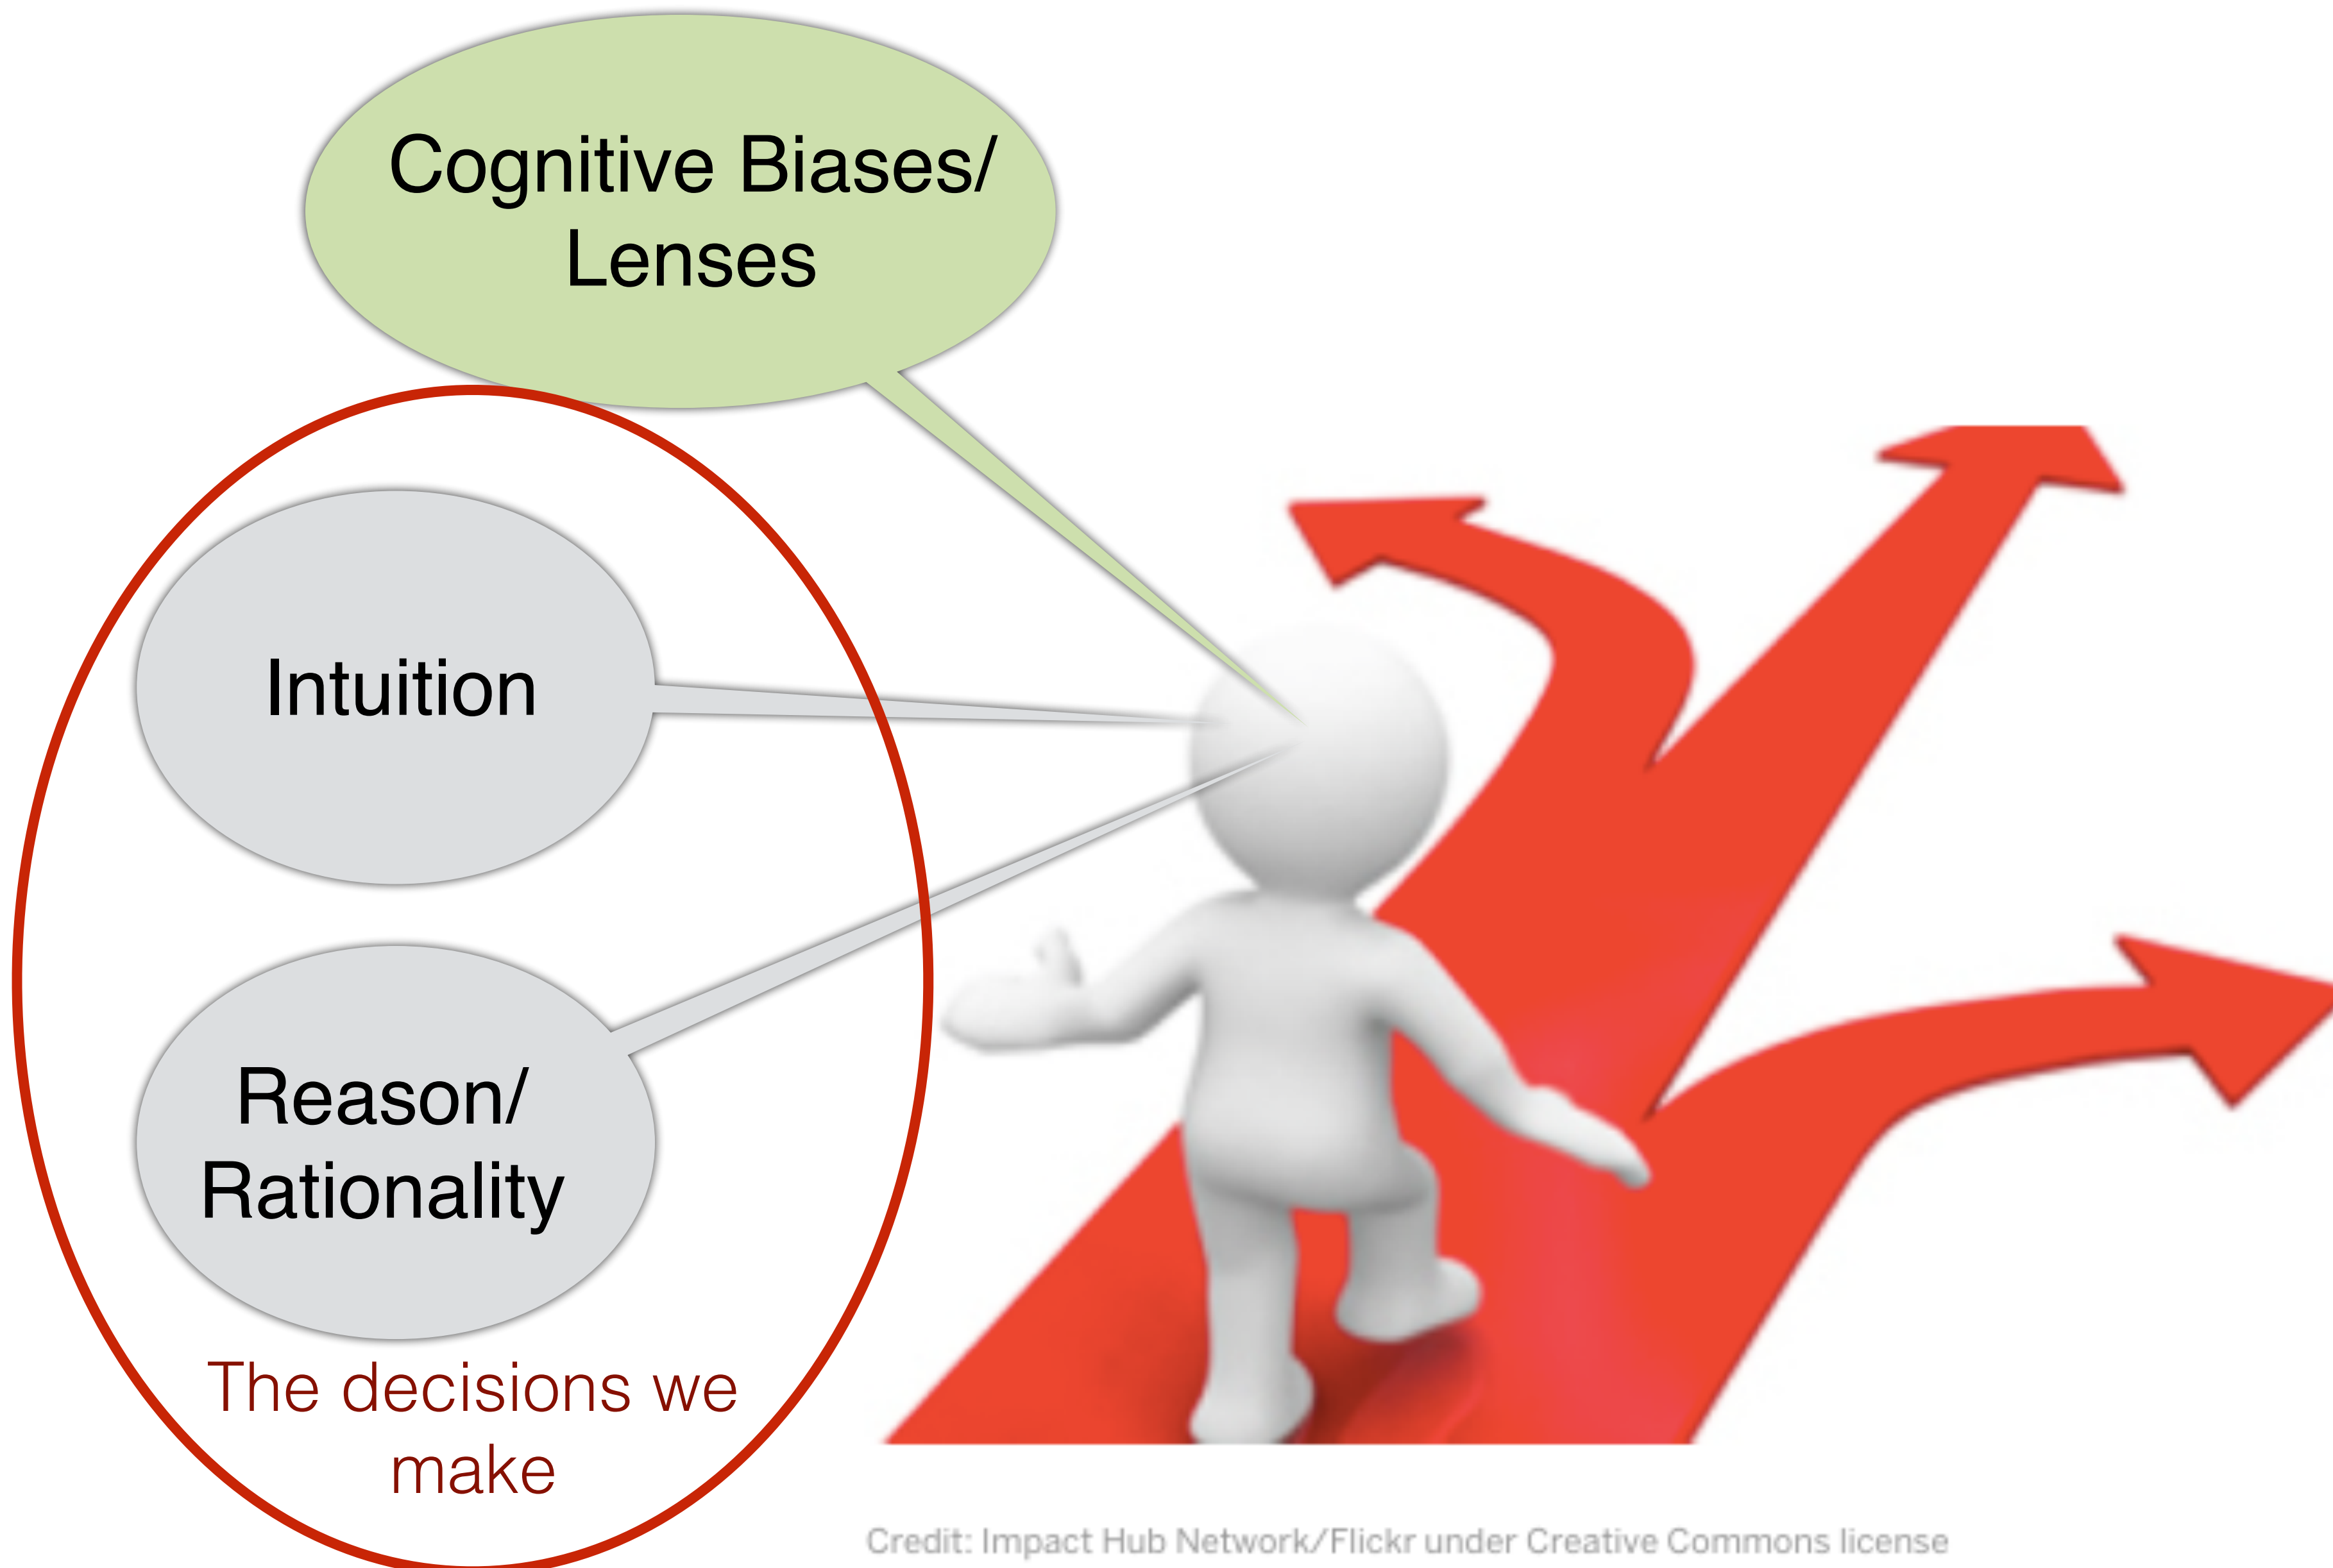 Cognitive Biases/
Lenses
Intuition
Reason/
Rationality
The decisions we
make
Credit: Impact Hub Network/Flickr under Creative Commons license